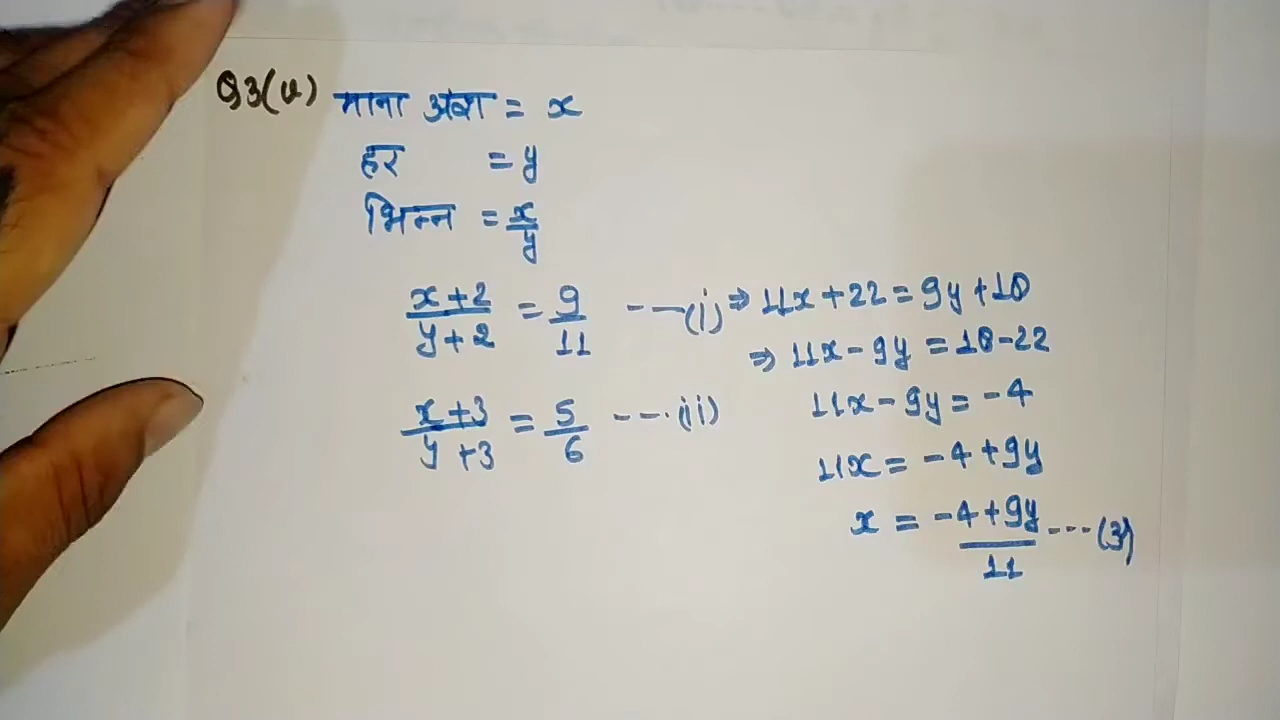 Q3(v) माना अंश = x
हर = y
भिन्न = x/y
(x+2)/(y+2) = 9/11 ---(i) ⇒ 11x+22 = 9y+18
⇒ 11x-9y = 18-22
11x-9y = -4
(x+3)/(y+3) = 5/6 ---(ii)
11x = -4+9y
x = (-4+9y)/11 ---(3)